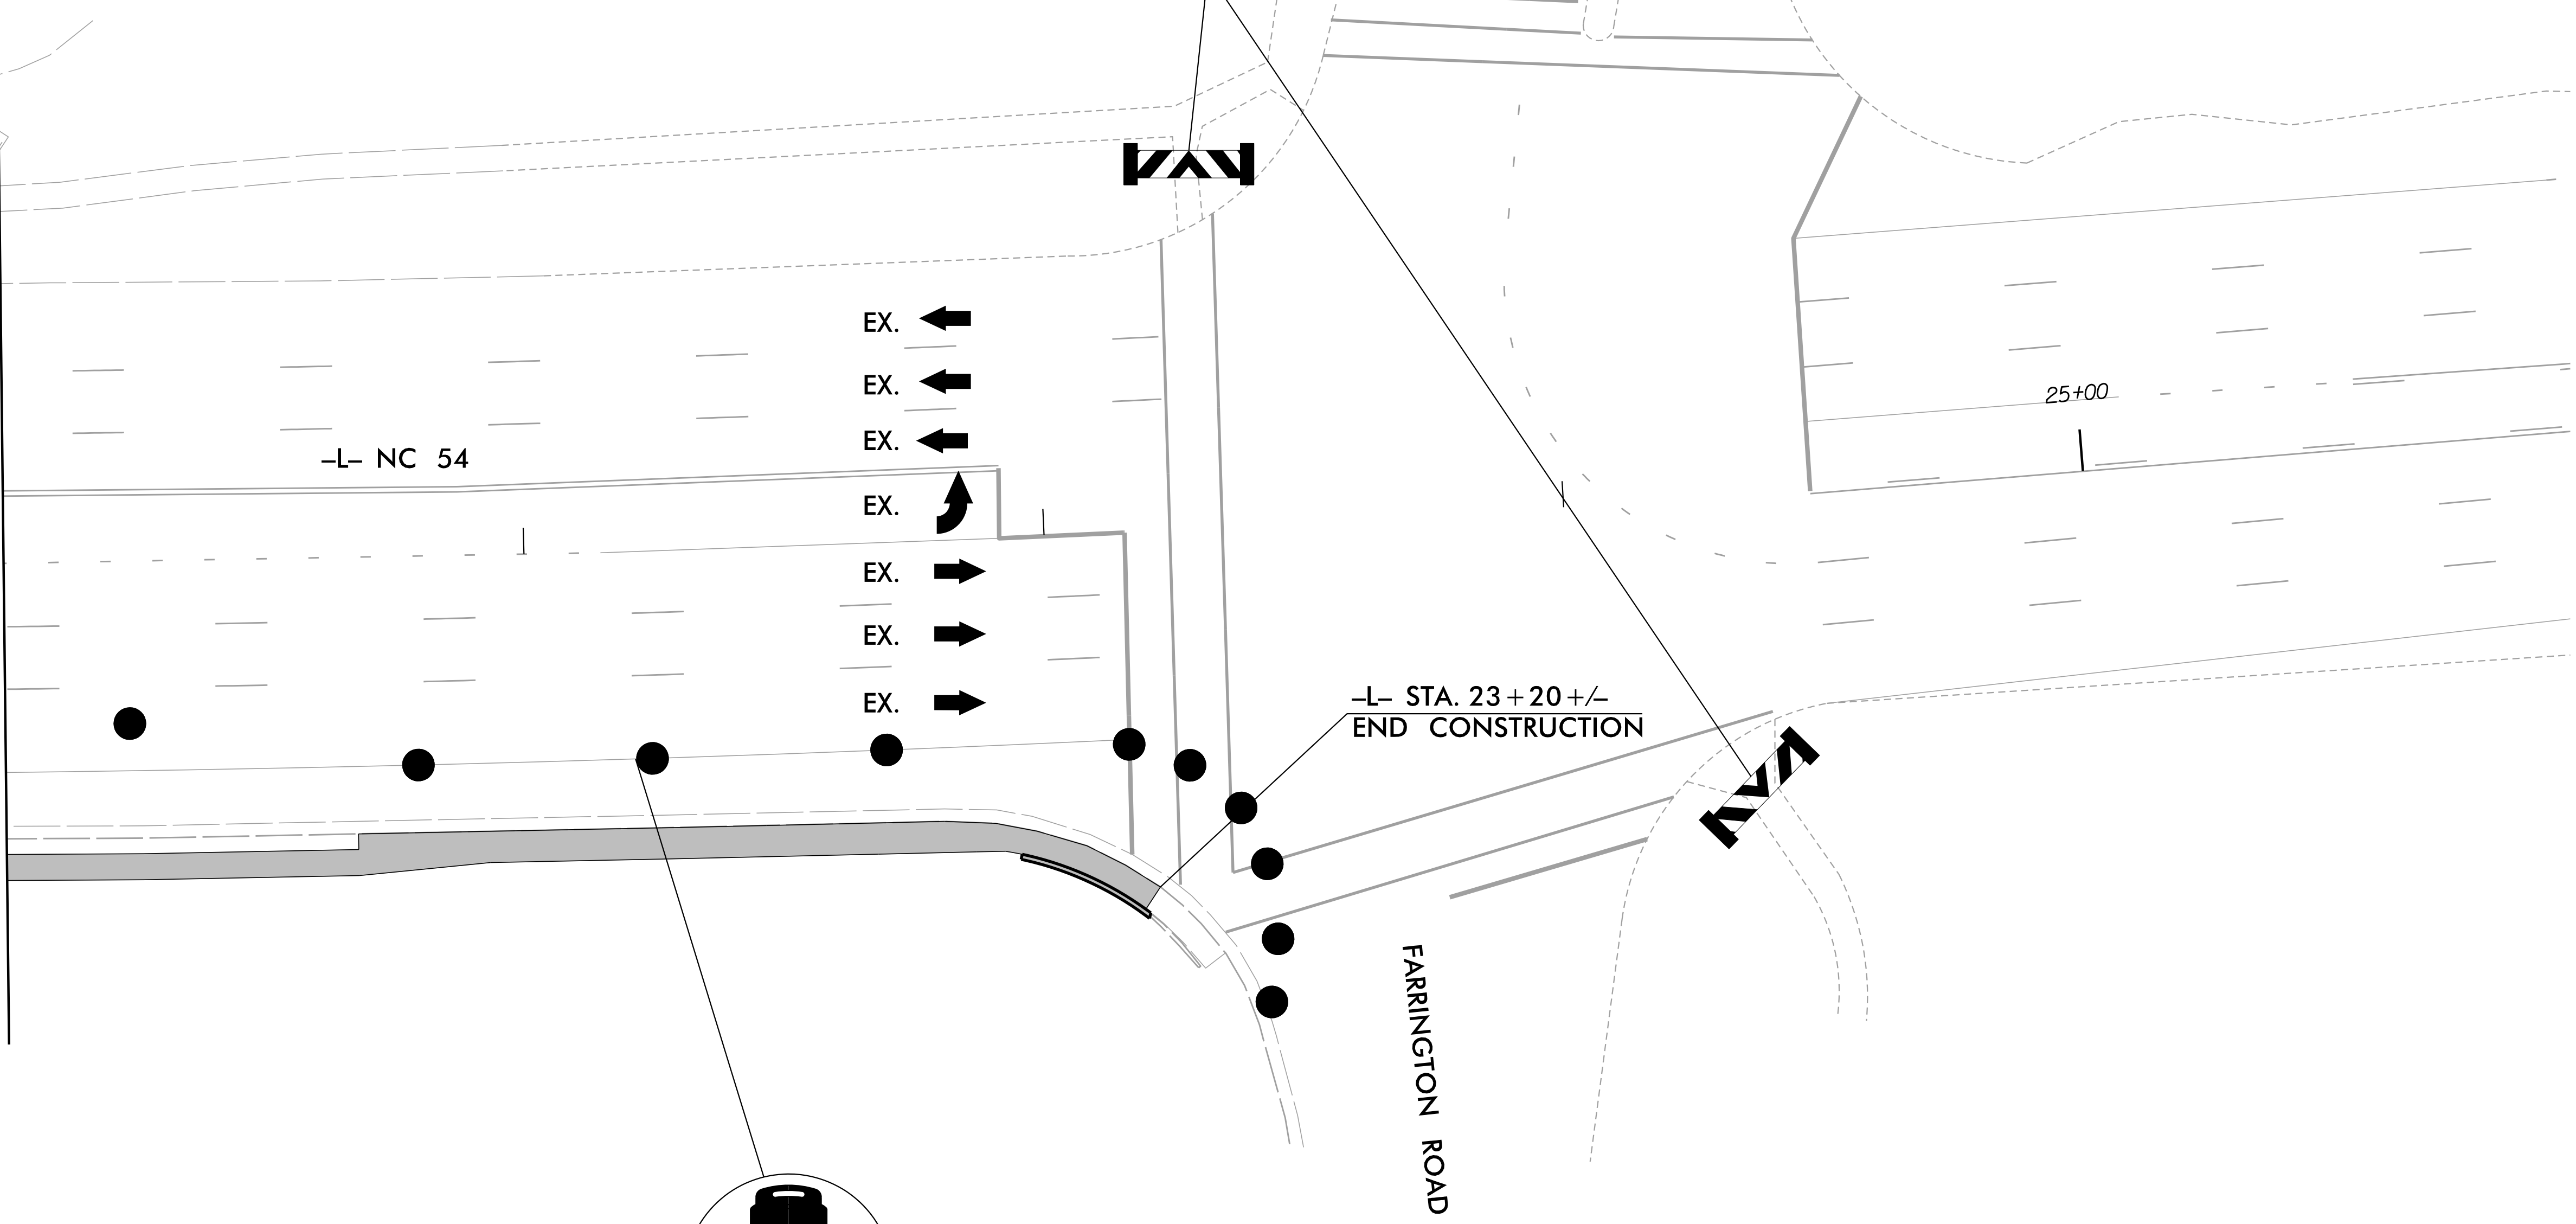 EX.
EX.
25+00
EX.
–L– NC 54
EX.
EX.
EX.
–L– STA. 23+20 +/–
EX.
END CONSTRUCTION
FARRINGTON ROAD